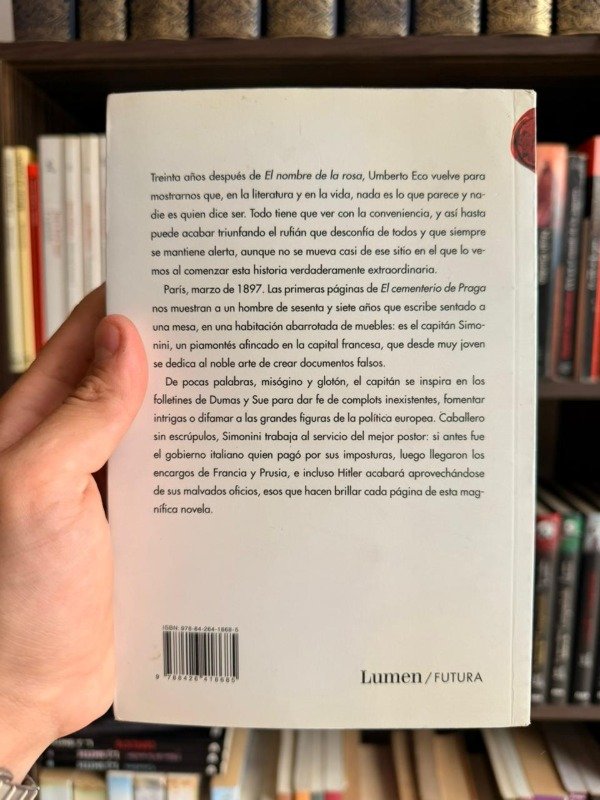 Treinta años después de El nombre de la rosa, Umberto Eco vuelve para
mostrarnos que, en la literatura y en la vida, nada es lo que parece y na-
die es quien dice ser. Todo tiene que ver con la conveniencia, y así hasta
puede acabar triunfando el rufián que desconfía de todos y que siempre
se mantiene alerta, aunque no se mueva casi de ese sitio en el que lo ve-
mos al comenzar esta historia verdaderamente extraordinaria.
París, marzo de 1897. Las primeras páginas de El cementerio de Praga
nos muestran a un hombre de sesenta y siete años que escribe sentado a
una mesa, en una habitación abarrotada de muebles: es el capitán Simo-
nini, un piamontés afincado en la capital francesa, que desde muy joven
se dedica al noble arte de crear documentos falsos.
De pocas palabras, misógino y glotón, el capitán se inspira en los
folletines de Dumas y Sue para dar fe de complots inexistentes, fomentar
intrigas o difamar a las grandes figuras de la política europea. Caballero
sin escrúpulos, Simonini trabaja al servicio del mejor postor: si antes fue
el gobierno italiano quien pagó por sus imposturas, luego llegaron los
encargos de Francia y Prusia, e incluso Hitler acabará aprovechándose
de sus malvados oficios, esos que hacen brillar cada página de esta mag-
nífica novela.
ISBN: 978-84-264-1868-5
9 788426 418685
Lumen / FUTURA